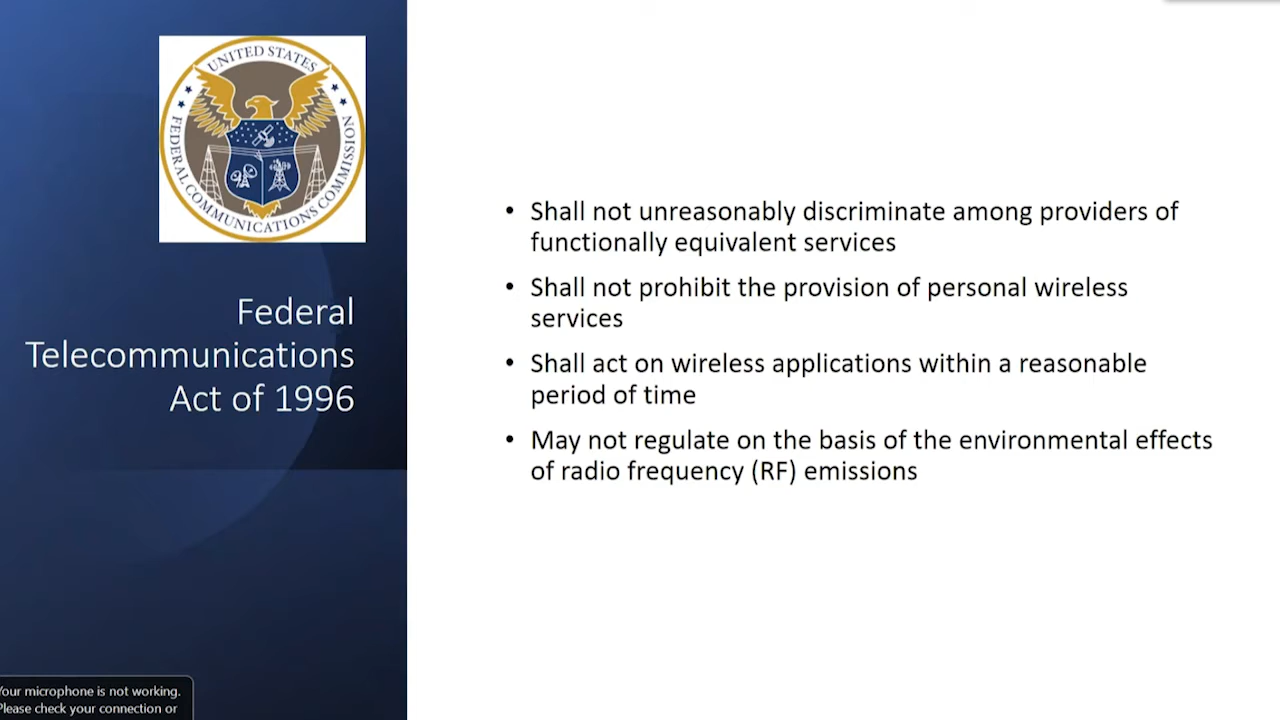 UNITED STATES
FEDERAL COMMUNICATIONS COMMISSION
Federal
Telecommunications
Act of 1996
• Shall not unreasonably discriminate among providers of
functionally equivalent services
• Shall not prohibit the provision of personal wireless
services
• Shall act on wireless applications within a reasonable
period of time
• May not regulate on the basis of the environmental effects
of radio frequency (RF) emissions
Your microphone is not working.
Please check your connection or